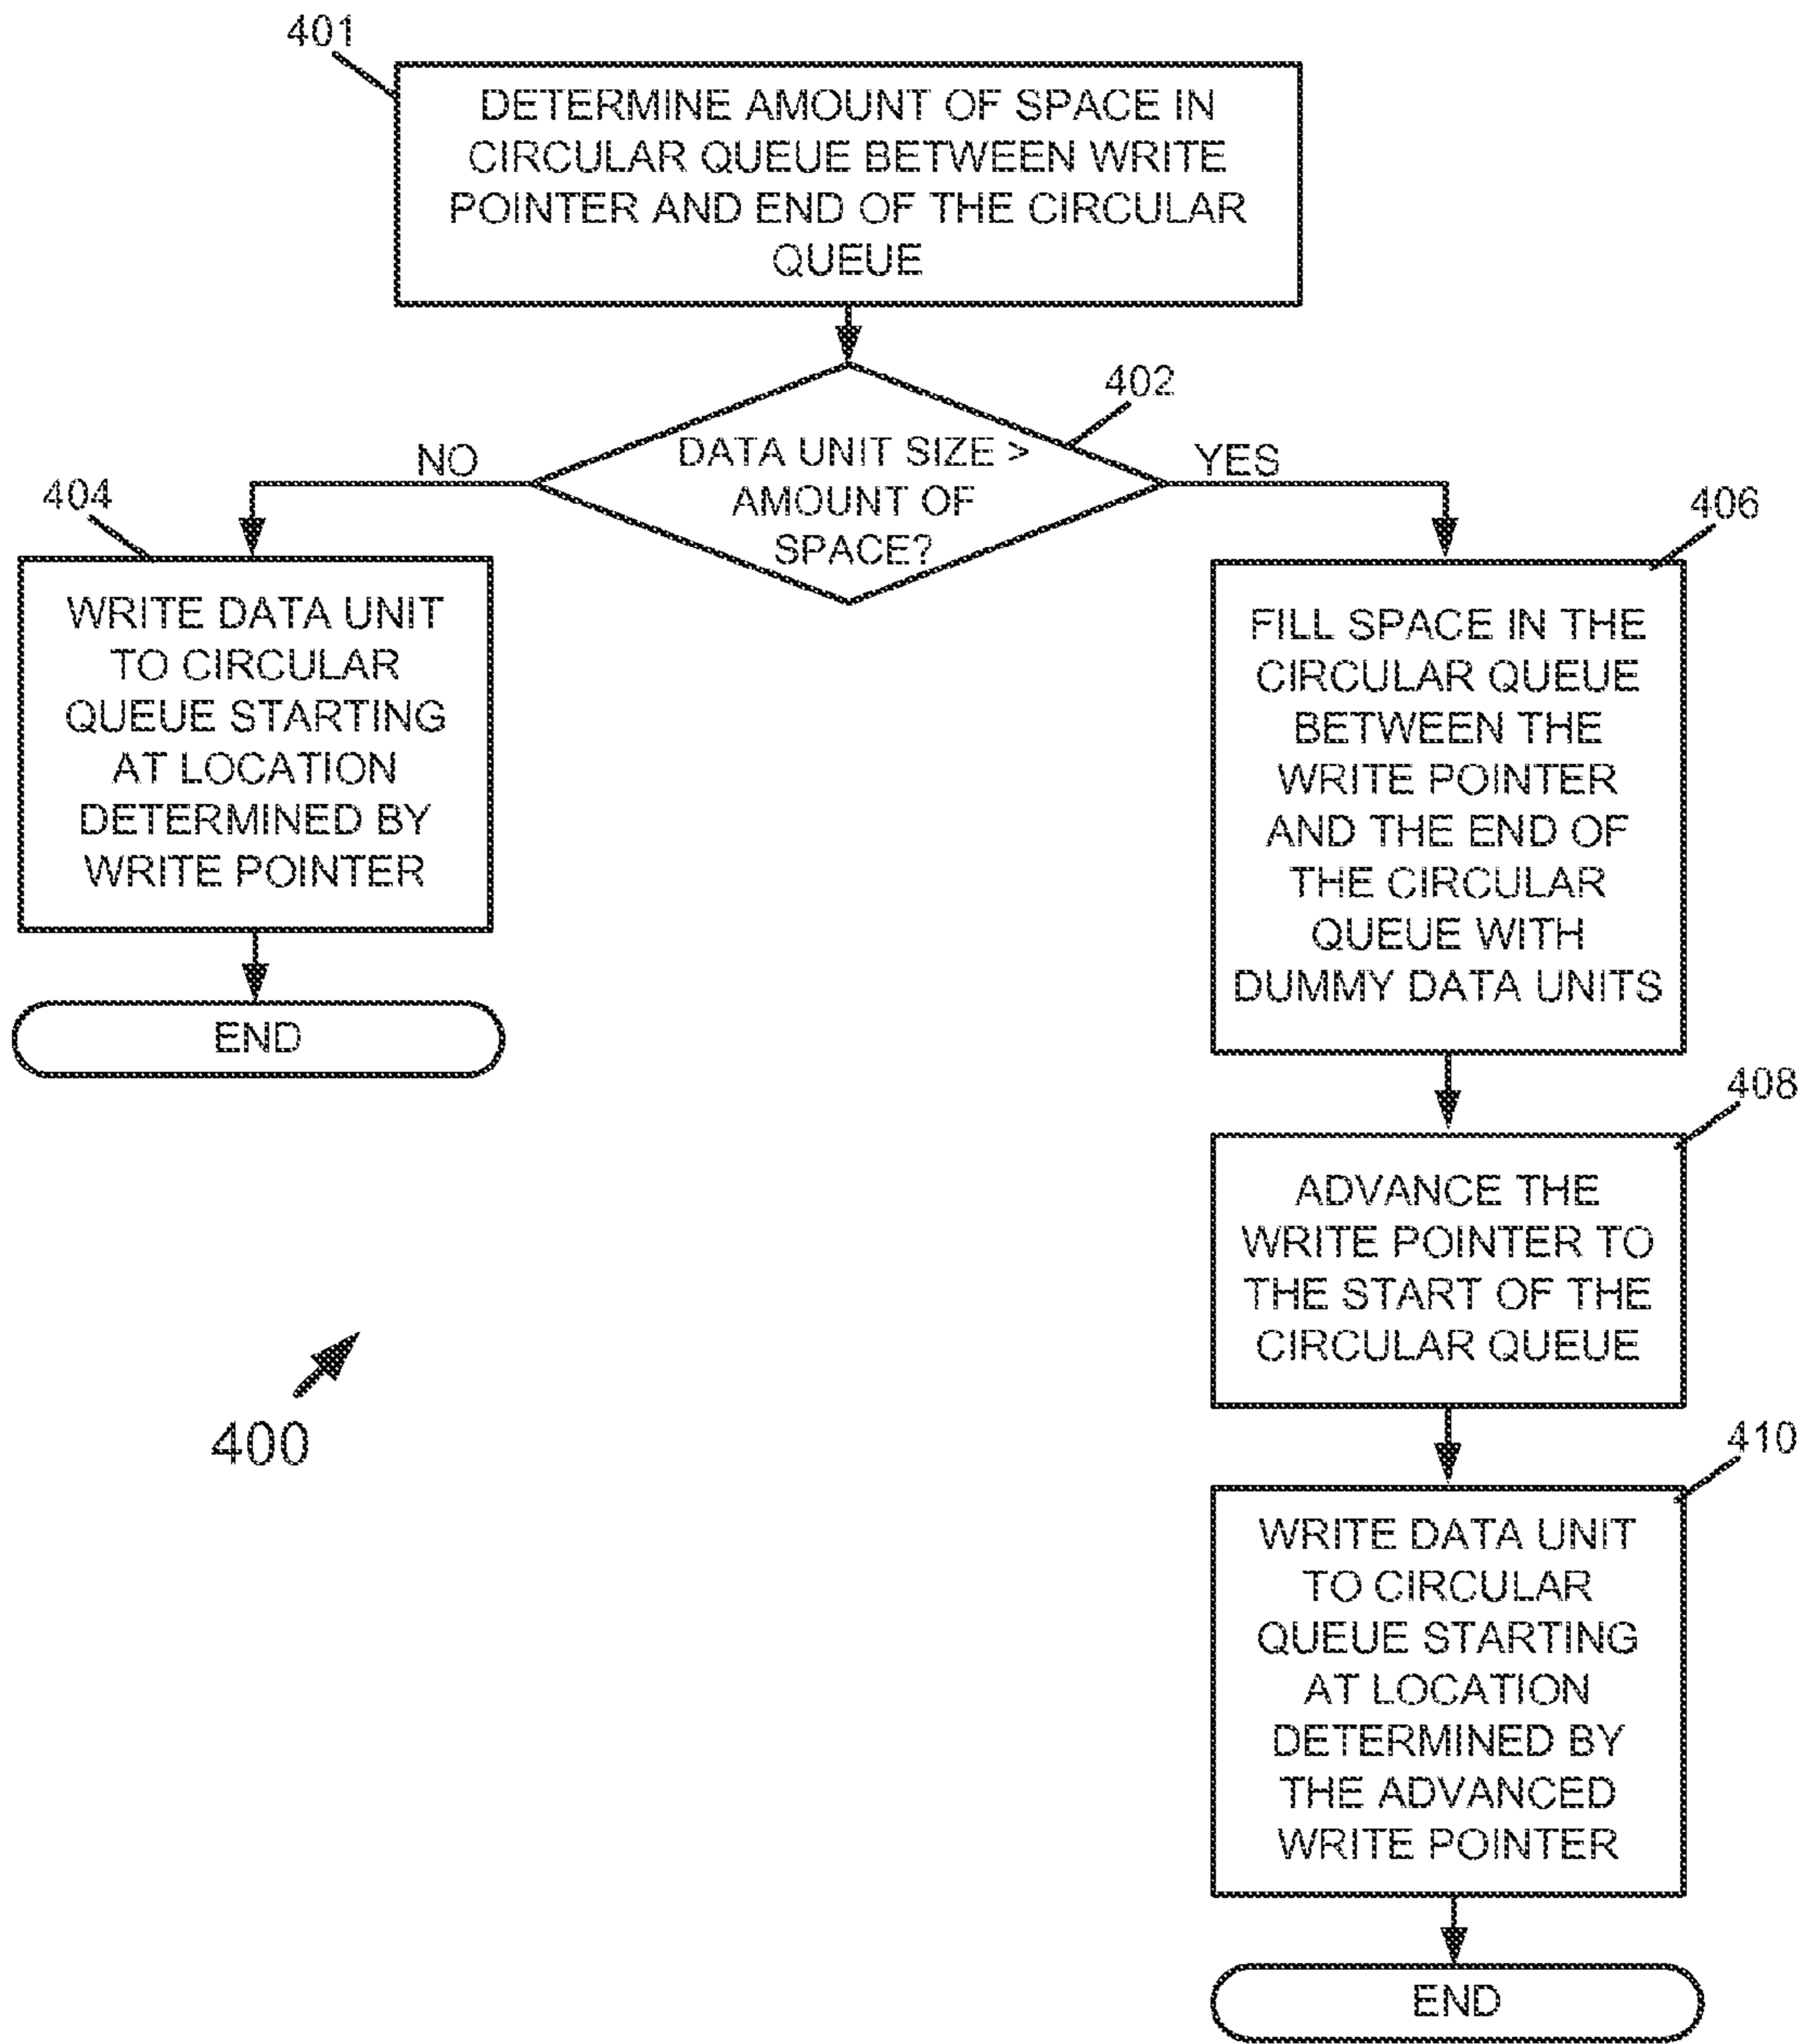 401
DETERMINE AMOUNT OF SPACE IN
CIRCULAR QUEUE BETWEEN WRITE
POINTER AND END OF THE CIRCULAR
QUEUE
402
DATA UNIT SIZE >
AMOUNT OF
SPACE?
NO
YES
404
WRITE DATA UNIT
TO CIRCULAR
QUEUE STARTING
AT LOCATION
DETERMINED BY
WRITE POINTER
END
406
FILL SPACE IN THE
CIRCULAR QUEUE
BETWEEN THE
WRITE POINTER
AND THE END OF
THE CIRCULAR
QUEUE WITH
DUMMY DATA UNITS
408
ADVANCE THE
WRITE POINTER TO
THE START OF THE
CIRCULAR QUEUE
400
410
WRITE DATA UNIT
TO CIRCULAR
QUEUE STARTING
AT LOCATION
DETERMINED BY
THE ADVANCED
WRITE POINTER
END